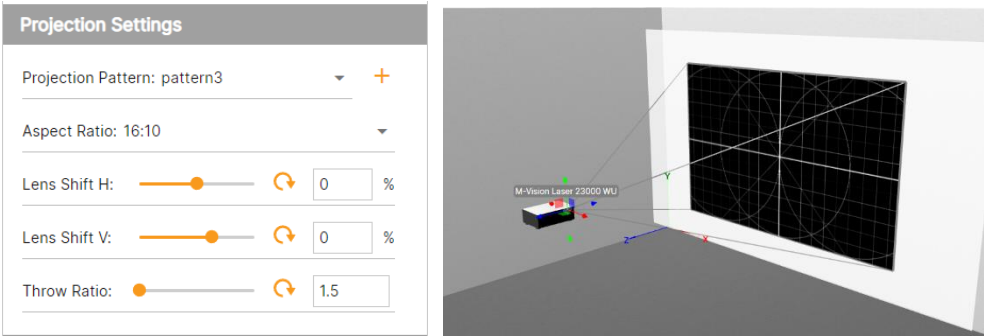 Projection Settings
Projection Pattern: pattern3
Aspect Ratio: 16:10
Lens Shift H: 0 %
Lens Shift V: 0 %
Throw Ratio: 1.5
M-Vision Laser 23000 WU
Y
Z
X